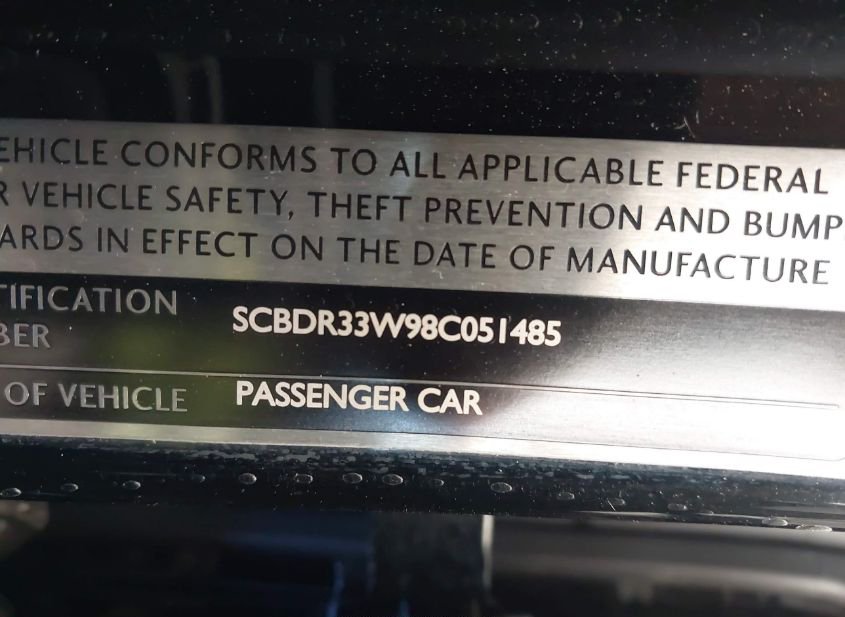 EHICLE CONFORMS TO ALL APPLICABLE FEDERAL
R VEHICLE SAFETY, THEFT PREVENTION AND BUMP
ARDS IN EFFECT ON THE DATE OF MANUFACTURE
TIFICATION
BER
SCBDR33W98C051485
OF VEHICLE
PASSENGER CAR